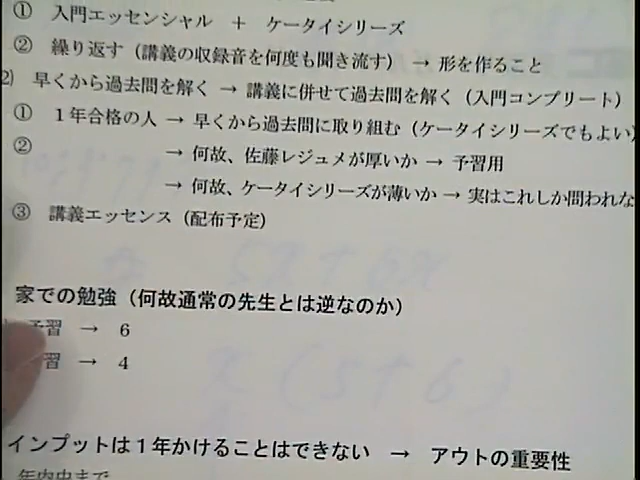 ① 入門エッセンシャル + ケータイシリーズ
② 繰り返す（講義の収録音を何度も聞き流す）→ 形を作ること
2) 早くから過去問を解く → 講義に併せて過去問を解く（入門コンプリート）
① 1年合格の人 → 早くから過去問に取り組む（ケータイシリーズでもよい）
② → 何故、佐藤レジュメが厚いか → 予習用
→ 何故、ケータイシリーズが薄いか → 実はこれしか問われな
③ 講義エッセンス（配布予定）
家での勉強（何故通常の先生とは逆なのか）
予習 → 6
習 → 4
インプットは1年かけることはできない → アウトの重要性
年内中まで